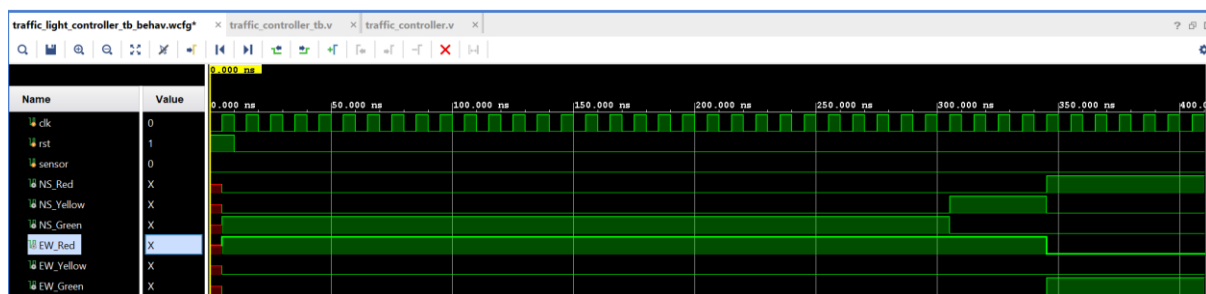 traffic_light_controller_tb_behav.wcfg* × traffic_controller_tb.v × traffic_controller.v × ?
0.000 ns
Name Value
0.000 ns 50.000 ns 100.000 ns 150.000 ns 200.000 ns 250.000 ns 300.000 ns 350.000 ns 400.0
clk 0
rst 1
sensor 0
NS_Red X
NS_Yellow X
NS_Green X
EW_Red X
EW_Yellow X
EW_Green X